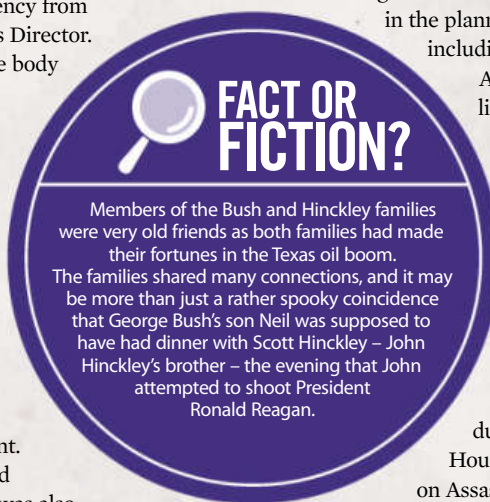 ency from
s Director.
e body
in the plann
includi
A
li
FACT OR
FICTION?
Members of the Bush and Hinckley families
were very old friends as both families had made
their fortunes in the Texas oil boom.
The families shared many connections, and it may
be more than just a rather spooky coincidence
that George Bush's son Neil was supposed to
have had dinner with Scott Hinckley – John
Hinckley's brother – the evening that John
attempted to shoot President
Ronald Reagan.
nt.
d
was also
du
Hou
on Assas